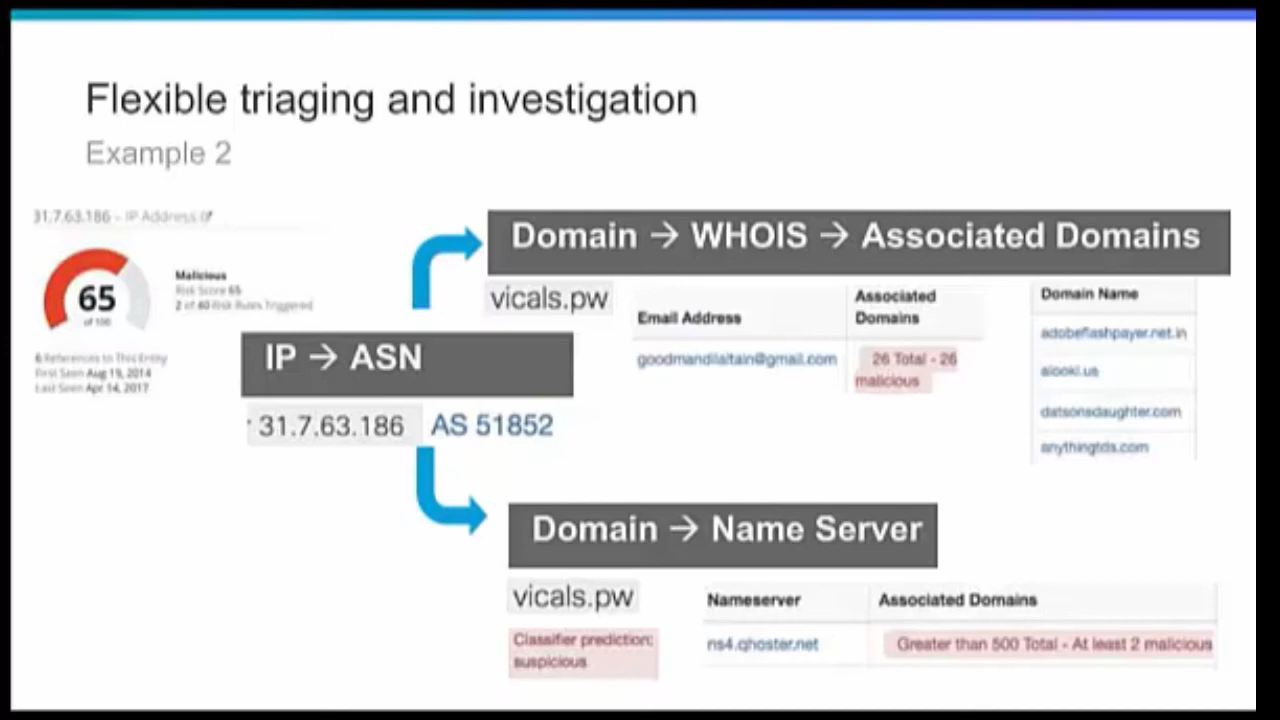 Flexible triaging and investigation
Example 2
31.7.63.186 - IP Address
65
of 100
Malicious
Risk Score 65
2 of 40 Risk Rules Triggered
6 References to This Entity
First Seen Aug 19, 2014
Last Seen Apr 14, 2017
IP → ASN
31.7.63.186 AS 51852
Domain → WHOIS → Associated Domains
vicals.pw
Email Address
Associated
Domains
goodmandilaltain@gmail.com
26 Total - 26
malicious
Domain Name
adobeflashpayer.net.in
alooki.us
datsonsdaughter.com
anythingtds.com
Domain → Name Server
vicals.pw
Classifier prediction:
suspicious
Nameserver Associated Domains
ns4.qhoster.net Greater than 500 Total - At least 2 malicious